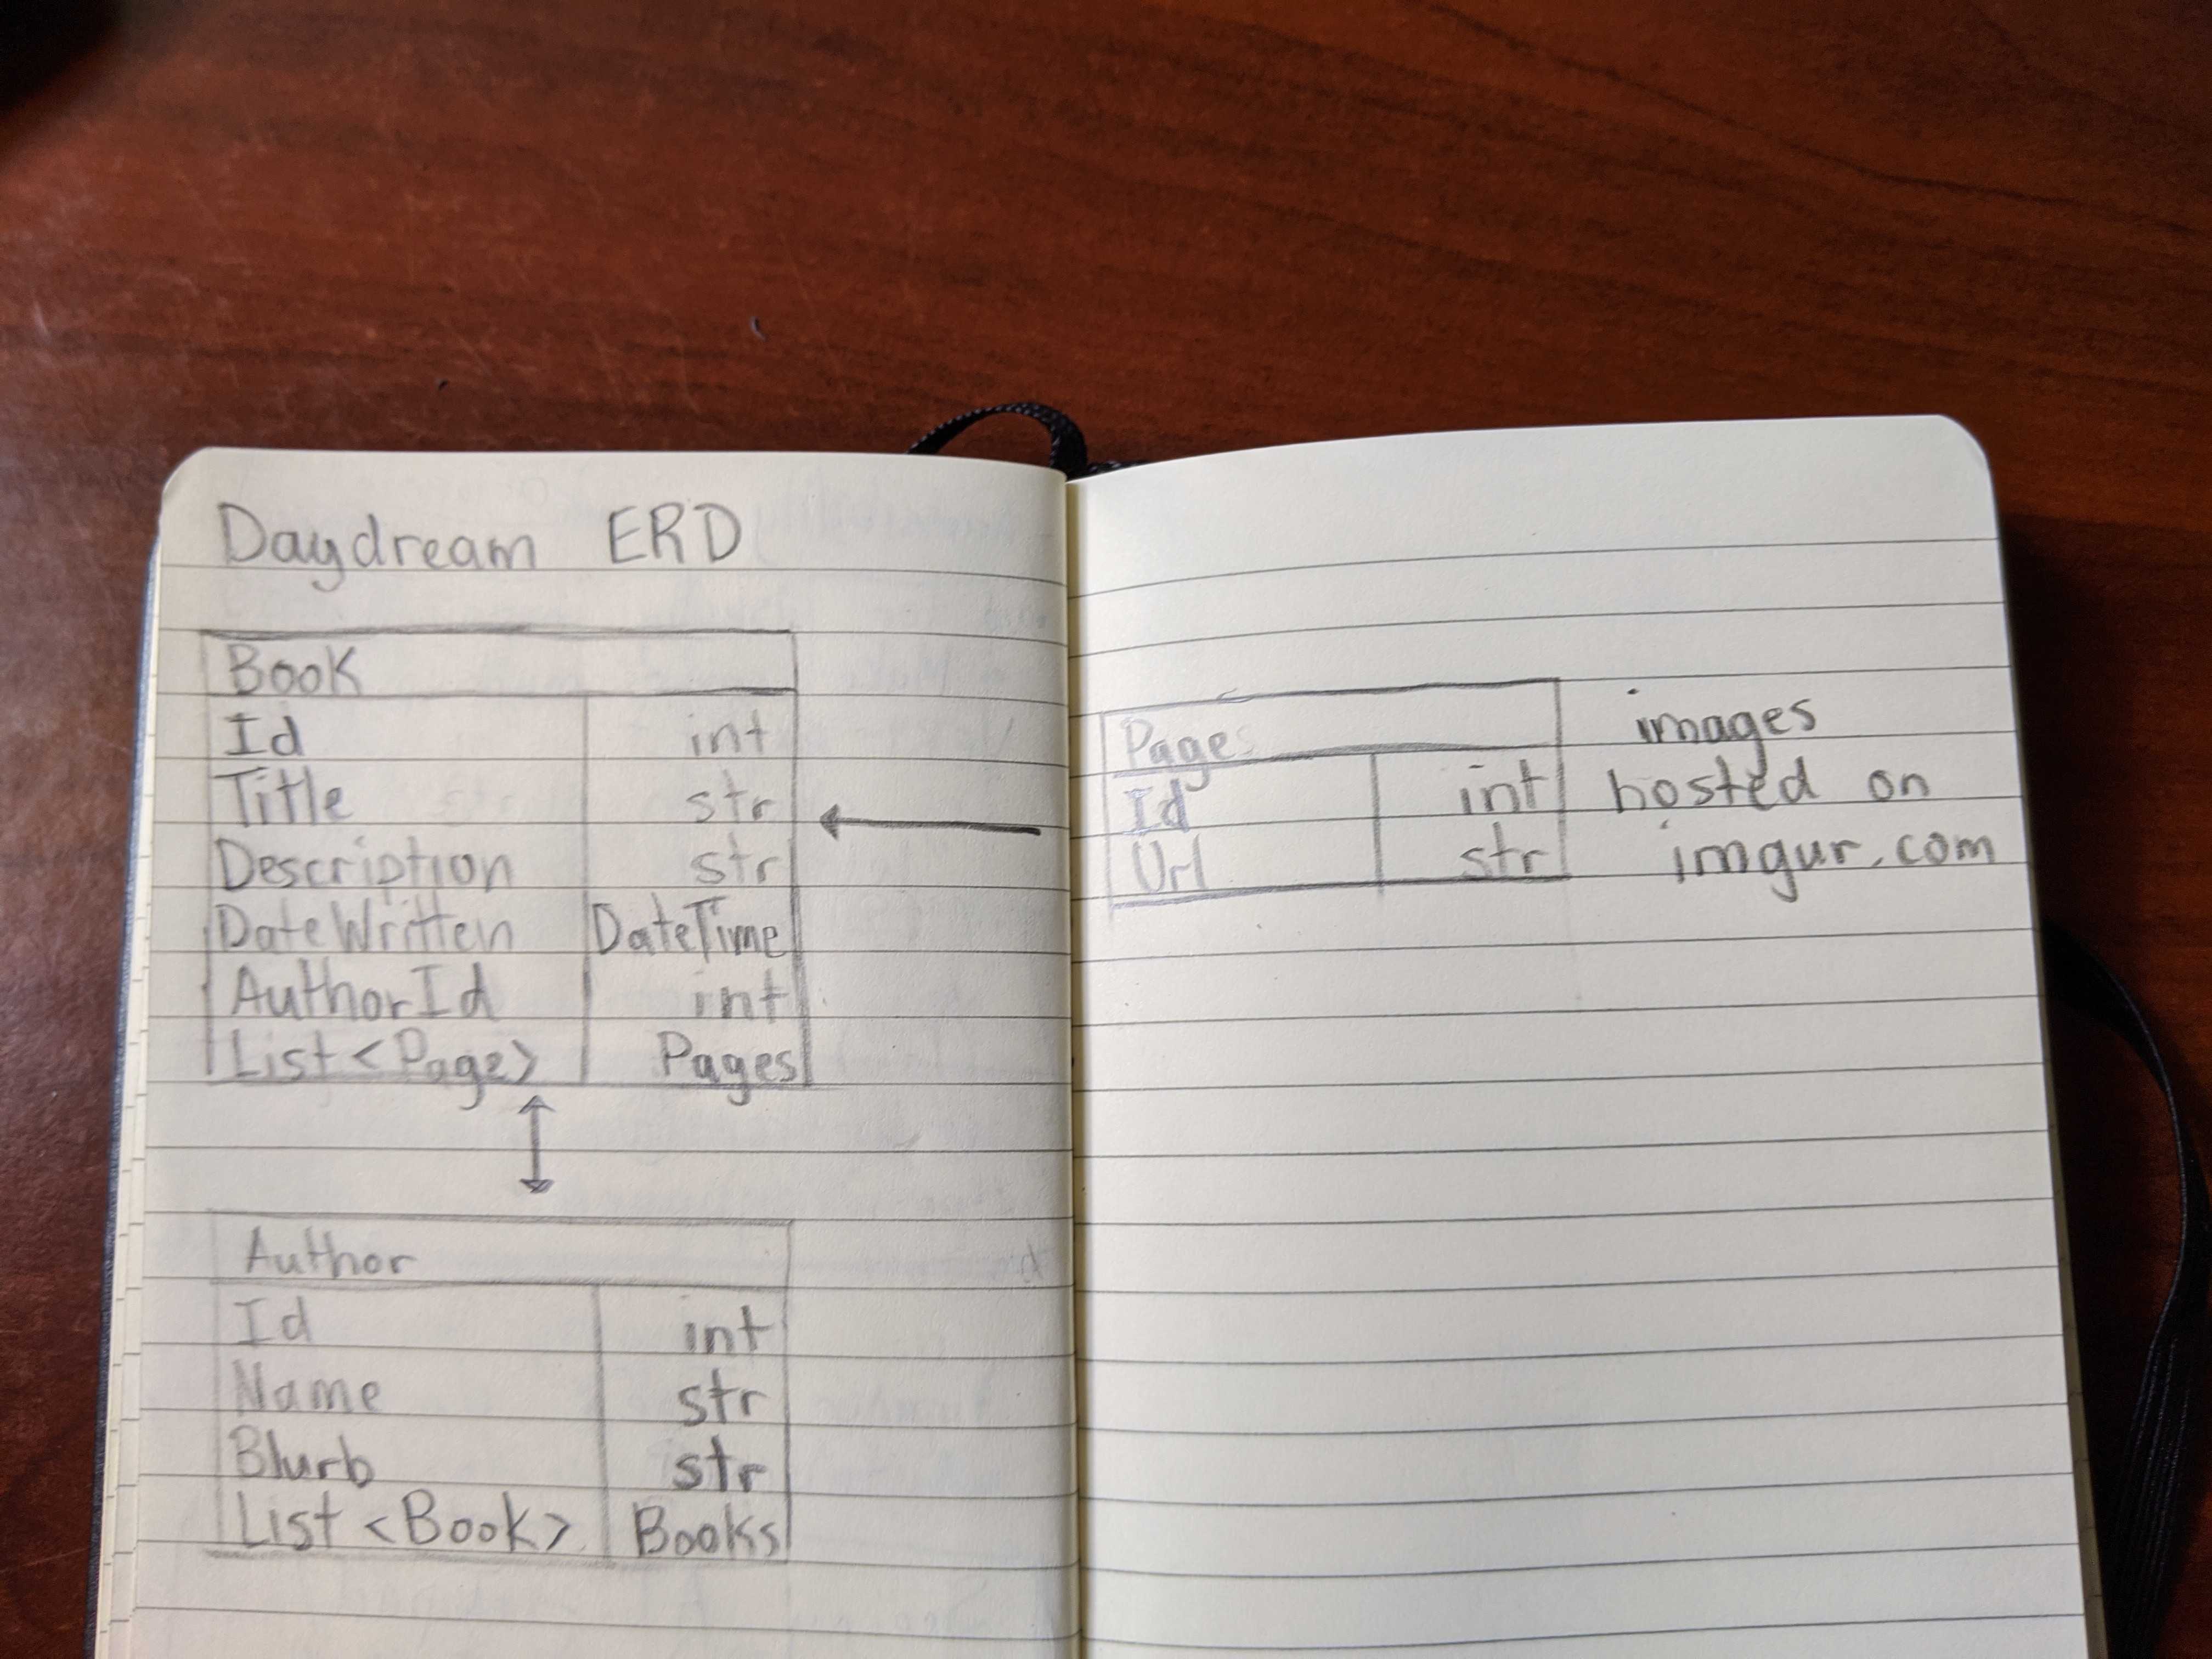 Daydream ERD
Book
Id int
Title str
Description str
DateWritten DateTime
AuthorId int
List <Page> Pages
Author
Id int
Name str
Blurb str
List <Book> Books
Page
Id int
Url str
images
hosted on
imgur.com